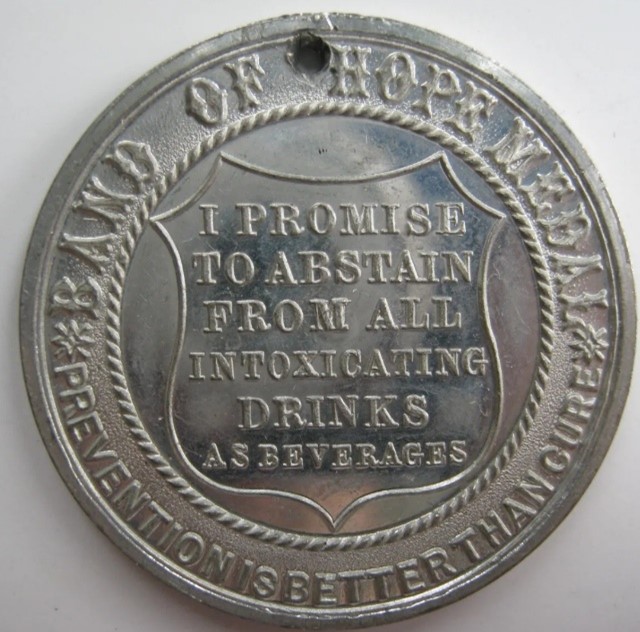 BAND OF HOPE MEDAL
I PROMISE
TO ABSTAIN
FROM ALL
INTOXICATING
DRINKS
AS BEVERAGES
PREVENTION IS BETTER THAN CURE